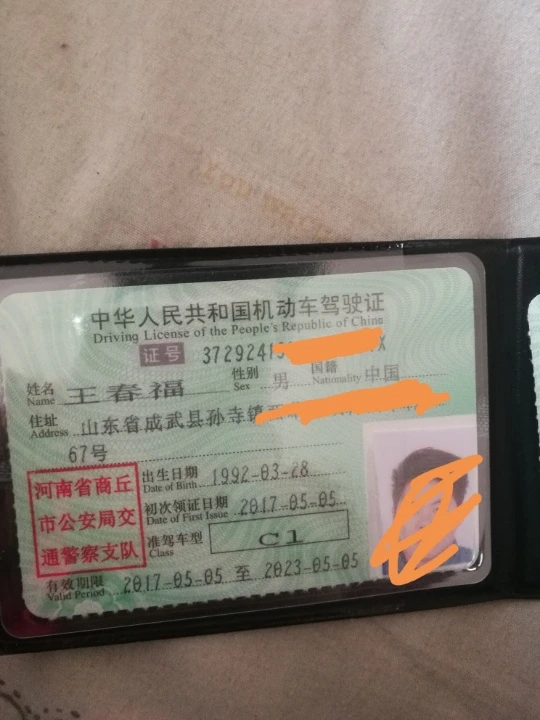 中华人民共和国机动车驾驶证
Driving License of the People's Republic of China
证号 37292419 X
姓名 Name 王春福 性别 Sex 男 国籍 Nationality 中国
住址 Address 山东省成武县孙寺镇
67号
河南省商丘
市公安局交
通警察支队
出生日期 Date of Birth 1992-03-28
初次领证日期 Date of First Issue 2017-05-05
准驾车型 Class C1
有效期限 Valid Period 2017-05-05 至 2023-05-05